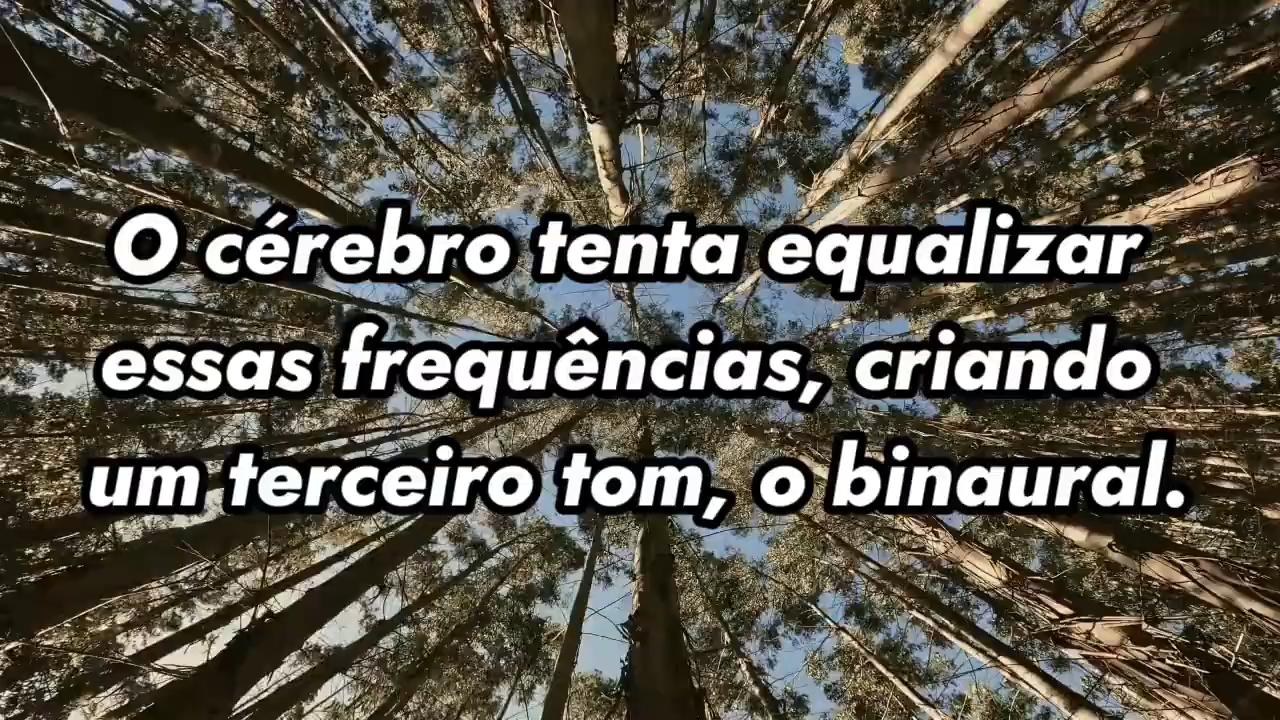 O cérebro tenta equalizar
essas frequências, criando
um terceiro tom, o binaural.